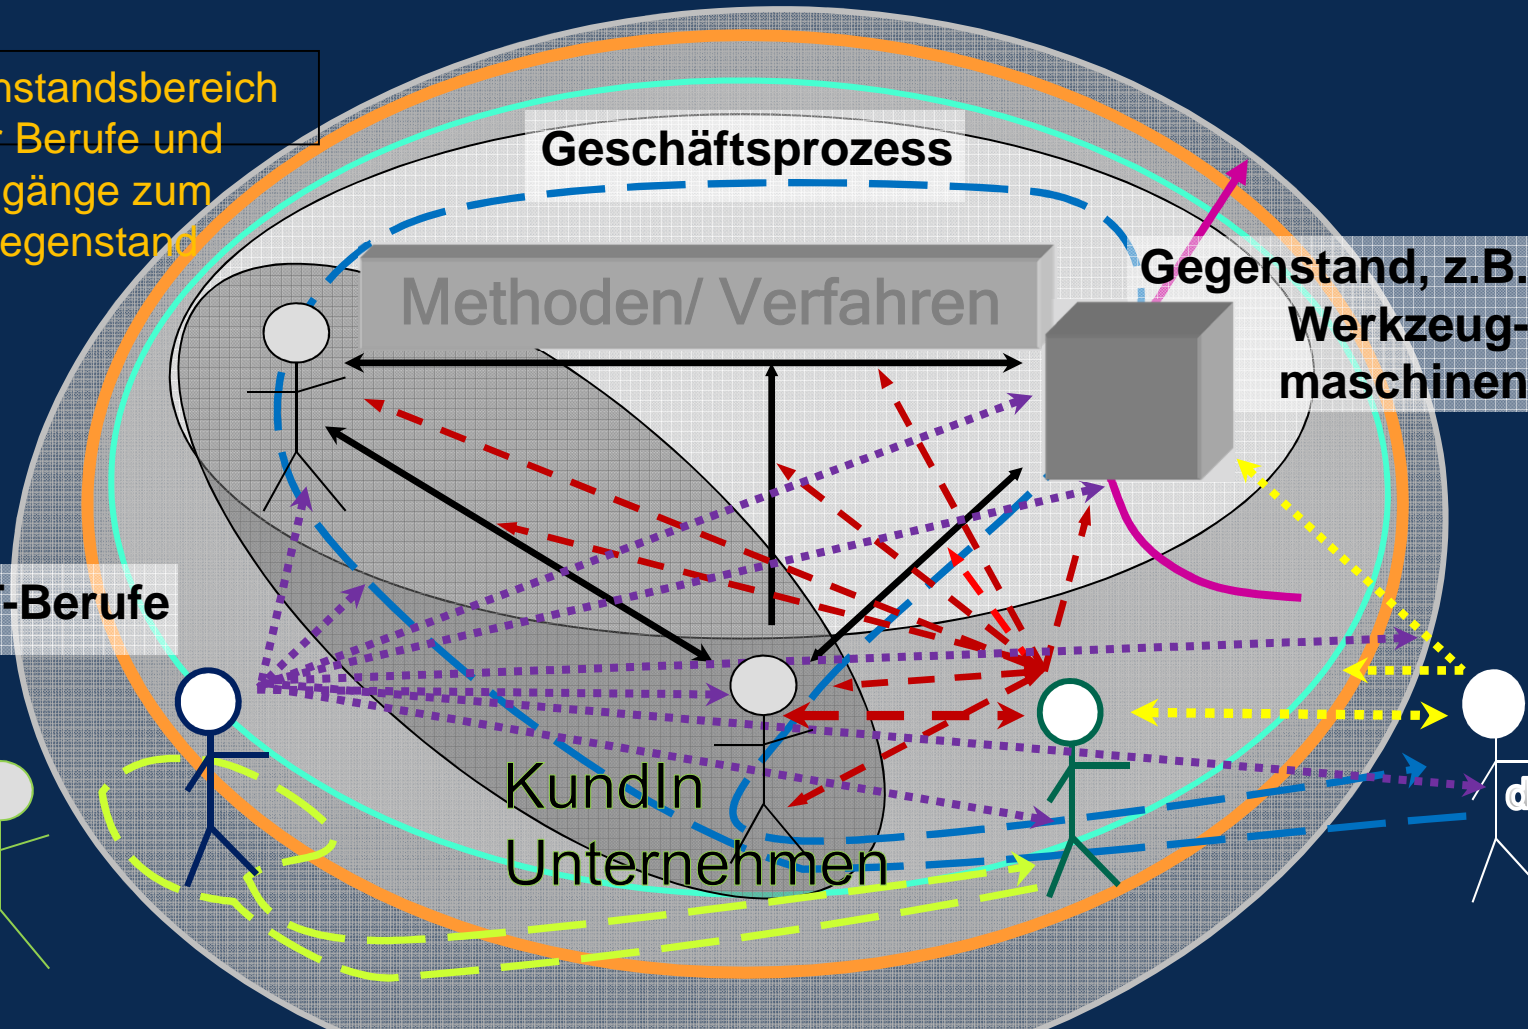 nstandsbereich
Berufe und
gänge zum
egenstand
Geschäftsprozess
Methoden/ Verfahren
Gegenstand, z.B.
Werkzeug-
maschinen
-Berufe
KundIn
Unternehmen
d